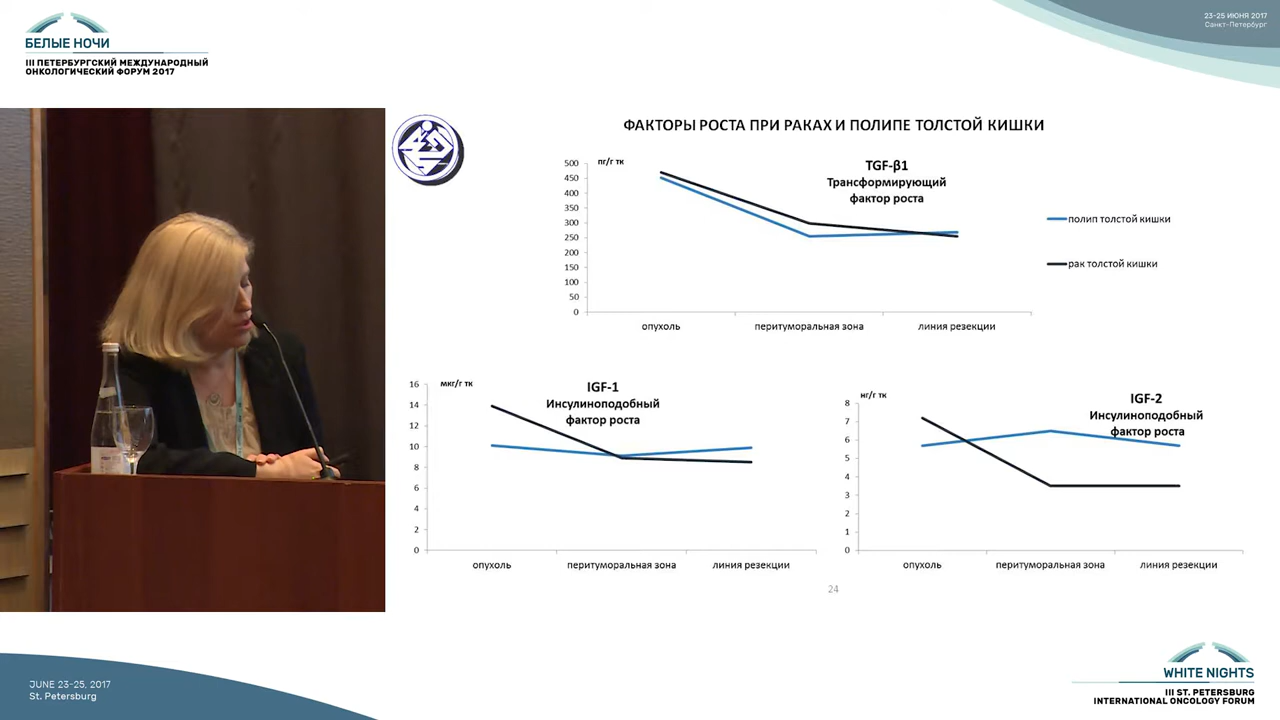 БЕЛЫЕ НОЧИ
III ПЕТЕРБУРГСКИЙ МЕЖДУНАРОДНЫЙ
ОНКОЛОГИЧЕСКИЙ ФОРУМ 2017
23-25 ИЮНЯ 2017
Санкт-Петербург
ФАКТОРЫ РОСТА ПРИ РАКАХ И ПОЛИПЕ ТОЛСТОЙ КИШКИ
пг/г тк
TGF-β1
Трансформирующий
фактор роста
500
450
400
350
300
250
200
150
100
50
0
опухоль
перитуморальная зона
линия резекции
полип толстой кишки
рак толстой кишки
мкг/г тк
IGF-1
Инсулиноподобный
фактор роста
16
14
12
10
8
6
4
2
0
опухоль
перитуморальная зона
линия резекции
нг/г тк
IGF-2
Инсулиноподобный
фактор роста
8
7
6
5
4
3
2
1
0
опухоль
перитуморальная зона
линия резекции
24
JUNE 23-25, 2017
St. Petersburg
WHITE NIGHTS
III ST. PETERSBURG
INTERNATIONAL ONCOLOGY FORUM